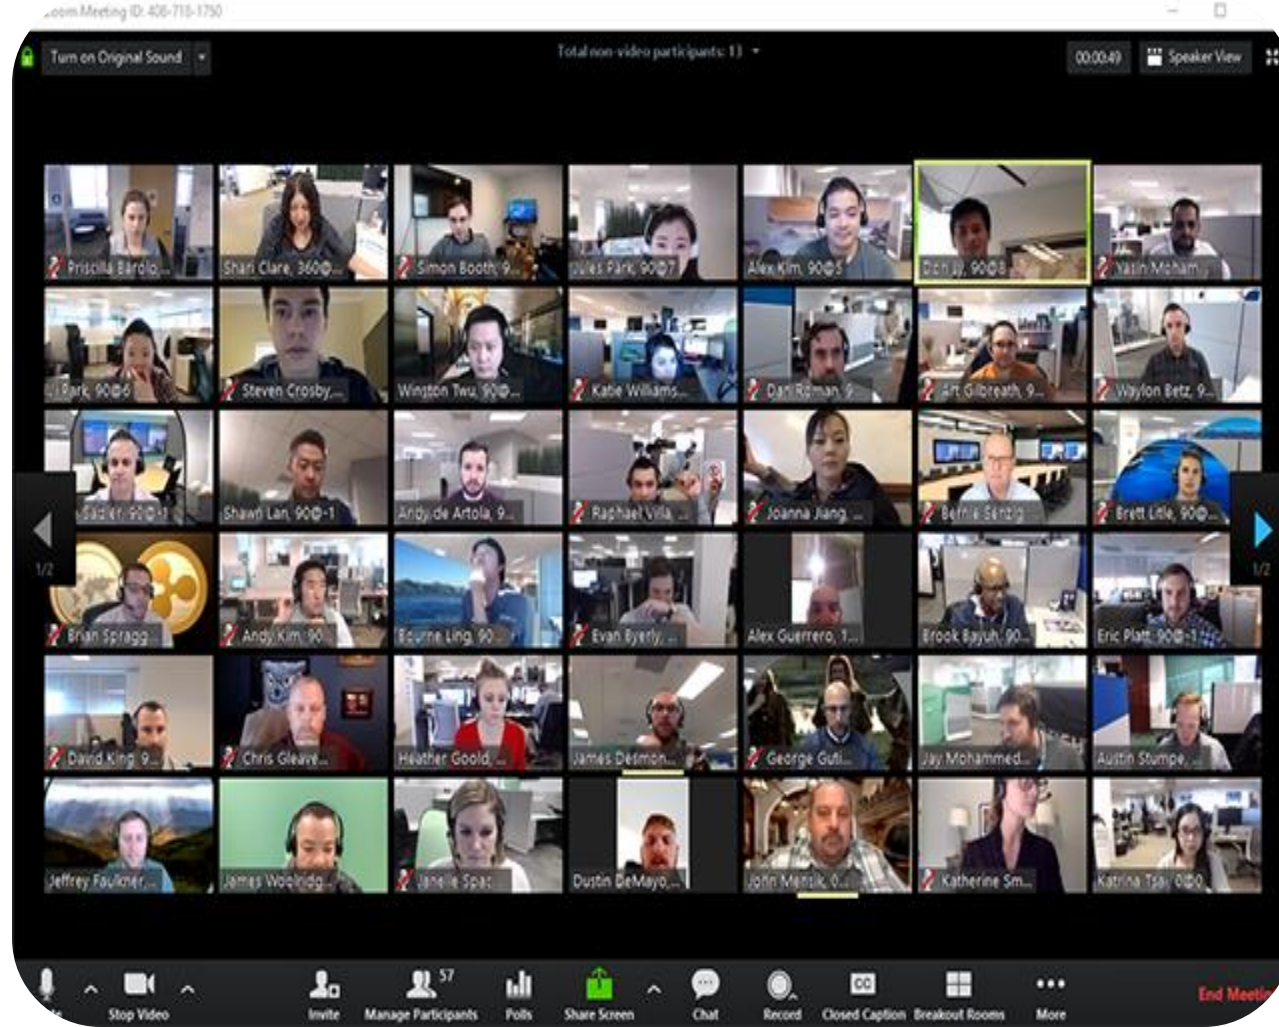 Zoom Meeting ID: 406-710-1750
Turn on Original Sound
Total non-video participants: 13
00:00:49
Speaker View
Priscilla Barolo,...
Shari Clare, 360@...
Simon Booth, 9...
Jules Park, 90@7
Alex Kim, 90@5
Don Ly, 90@8
Yasin Moham...
Park, 90@6
Steven Crosby,...
Winston Twu, 90@...
Katie Williams...
Dan Roman, 9...
Art Gilbreath, 9...
Waylon Betz, 9...
Sadler, 90@-1
Shawn Lan, 90@-1
Andy de Artola, 9...
Raphael Villa, ...
Joanna Jiang, ...
Bernie Senzig
Brett Litle, 90@...
1/2
1/2
Brian Spragg
Andy Kim, 90...
Bourne Ling, 90...
Evan Byerly, ...
Alex Guerrero, 1...
Brook Bayuh, 90...
Eric Platt, 90@-1
David King, 9...
Chris Gleave...
Heather Goold, ...
James Desmon...
George Guti...
Jay Mohammed...
Austin Stumpe, ...
Jeffrey Faulkner,...
James Woolridg...
Janelle Spac
Dustin DeMayo,...
John Mensik, 0...
Katherine Sm...
Katrina Tsai, 0@0
57
Stop Video
Invite
Manage Participants
Polls
Share Screen
Chat
Record
CC
Closed Caption
Breakout Rooms
More
End Meetin